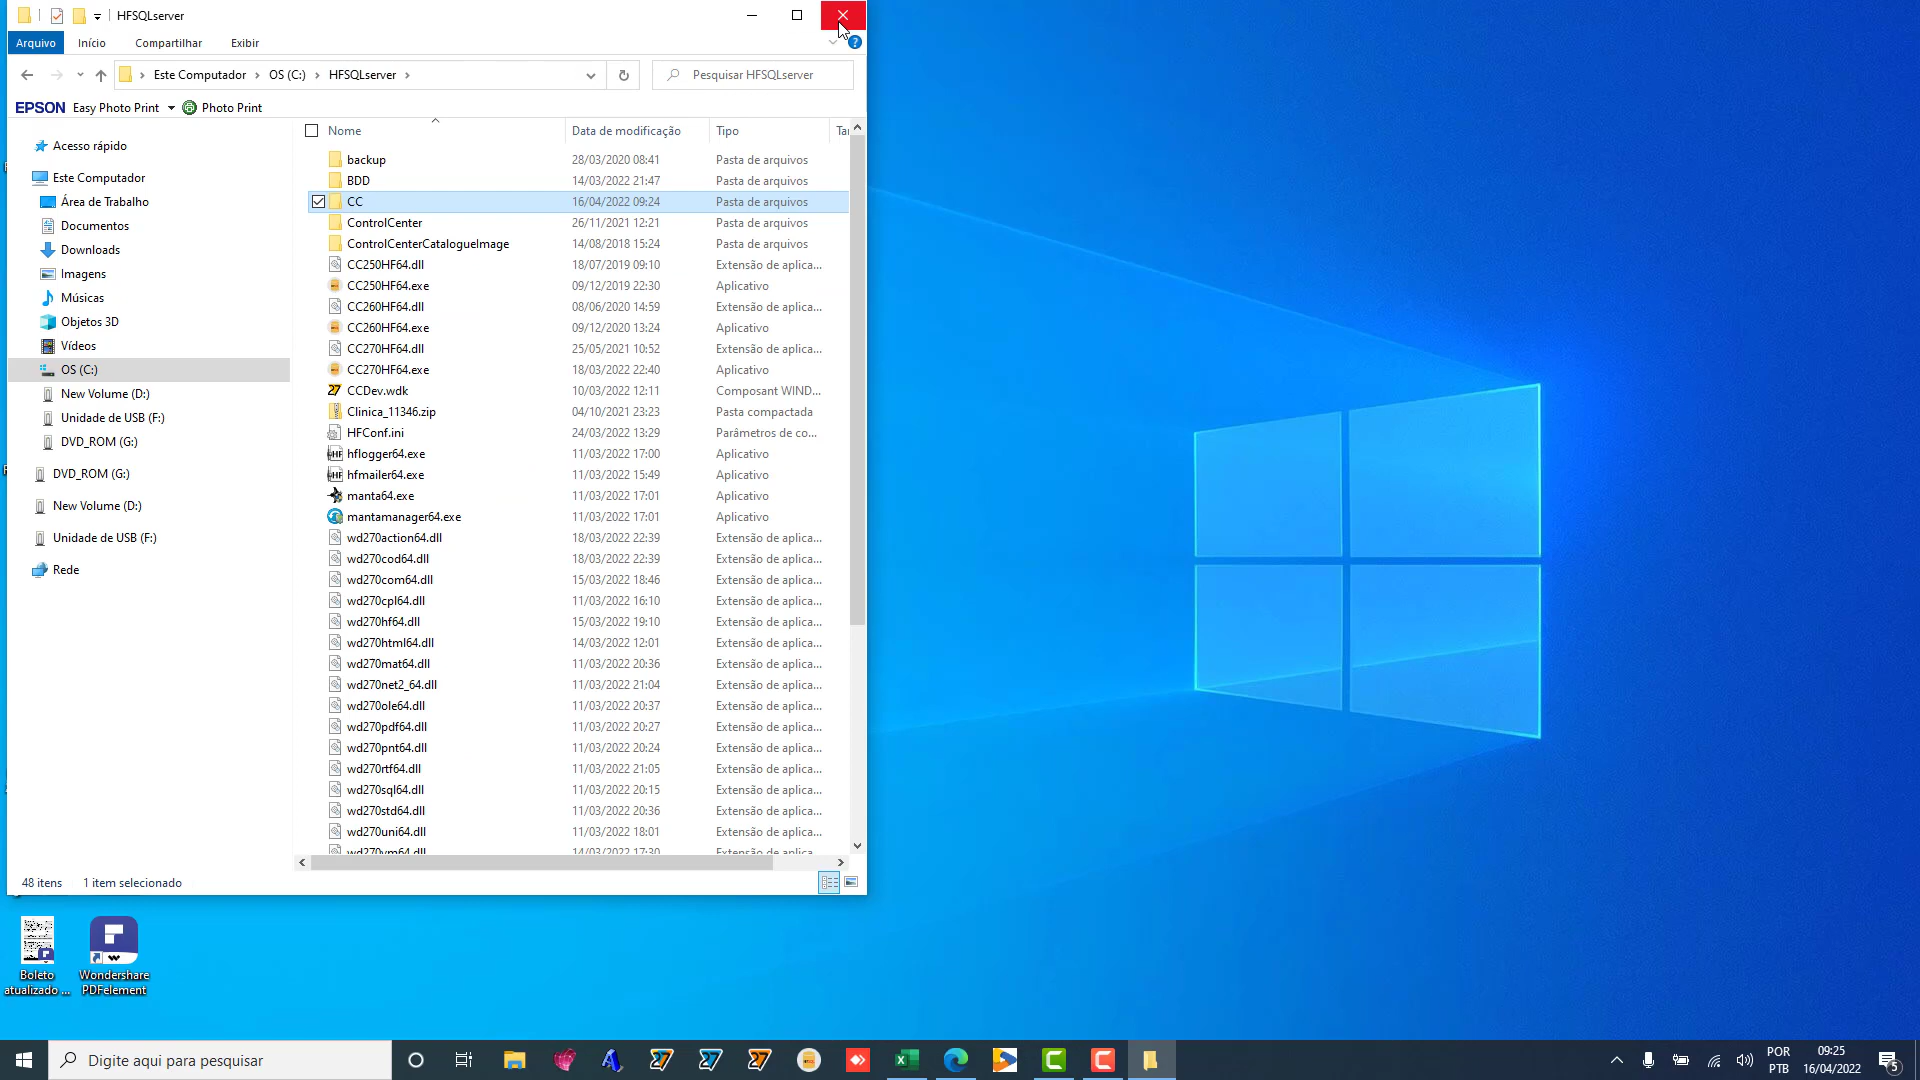 HFSQLserver
Arquivo Início Compartilhar Exibir
Este Computador OS (C:) HFSQLserver
Pesquisar HFSQLserver
EPSON Easy Photo Print Photo Print
Acesso rápido
Este Computador
Área de Trabalho
Documentos
Downloads
Imagens
Músicas
Objetos 3D
Vídeos
OS (C:)
New Volume (D:)
Unidade de USB (F:)
DVD_ROM (G:)
DVD_ROM (G:)
New Volume (D:)
Unidade de USB (F:)
Rede
Nome Data de modificação Tipo
backup 28/03/2020 08:41 Pasta de arquivos
BDD 14/03/2022 21:47 Pasta de arquivos
CC 16/04/2022 09:24 Pasta de arquivos
ControlCenter 26/11/2021 12:21 Pasta de arquivos
ControlCenterCatalogueImage 14/08/2018 15:24 Pasta de arquivos
CC250HF64.dll 18/07/2019 09:10 Extensão de aplica...
CC250HF64.exe 09/12/2019 22:30 Aplicativo
CC260HF64.dll 08/06/2020 14:59 Extensão de aplica...
CC260HF64.exe 09/12/2020 13:24 Aplicativo
CC270HF64.dll 25/05/2021 10:52 Extensão de aplica...
CC270HF64.exe 18/03/2022 22:40 Aplicativo
CCDev.wdk 10/03/2022 12:11 Composant WIND...
Clinica_11346.zip 04/10/2021 23:23 Pasta compactada
HFConf.ini 24/03/2022 13:29 Parâmetros de co...
hflogger64.exe 11/03/2022 17:00 Aplicativo
hfmailer64.exe 11/03/2022 15:49 Aplicativo
manta64.exe 11/03/2022 17:01 Aplicativo
mantamanager64.exe 11/03/2022 17:01 Aplicativo
wd270action64.dll 18/03/2022 22:39 Extensão de aplica...
wd270cod64.dll 18/03/2022 22:39 Extensão de aplica...
wd270com64.dll 15/03/2022 18:46 Extensão de aplica...
wd270cpl64.dll 11/03/2022 16:10 Extensão de aplica...
wd270hf64.dll 15/03/2022 19:10 Extensão de aplica...
wd270html64.dll 14/03/2022 12:01 Extensão de aplica...
wd270mat64.dll 11/03/2022 20:36 Extensão de aplica...
wd270net2_64.dll 11/03/2022 21:04 Extensão de aplica...
wd270ole64.dll 11/03/2022 20:37 Extensão de aplica...
wd270pdf64.dll 11/03/2022 20:27 Extensão de aplica...
wd270pnt64.dll 11/03/2022 20:24 Extensão de aplica...
wd270rtf64.dll 11/03/2022 21:05 Extensão de aplica...
wd270sql64.dll 11/03/2022 20:15 Extensão de aplica...
wd270std64.dll 11/03/2022 20:36 Extensão de aplica...
wd270uni64.dll 11/03/2022 18:01 Extensão de aplica...
wd270vm64.dll 14/03/2022 17:30 Extensão de aplica...
48 itens 1 item selecionado
Boleto
atualizado ...
Wondershare
PDFelement
Digite aqui para pesquisar
POR
PTB
09:25
16/04/2022
5